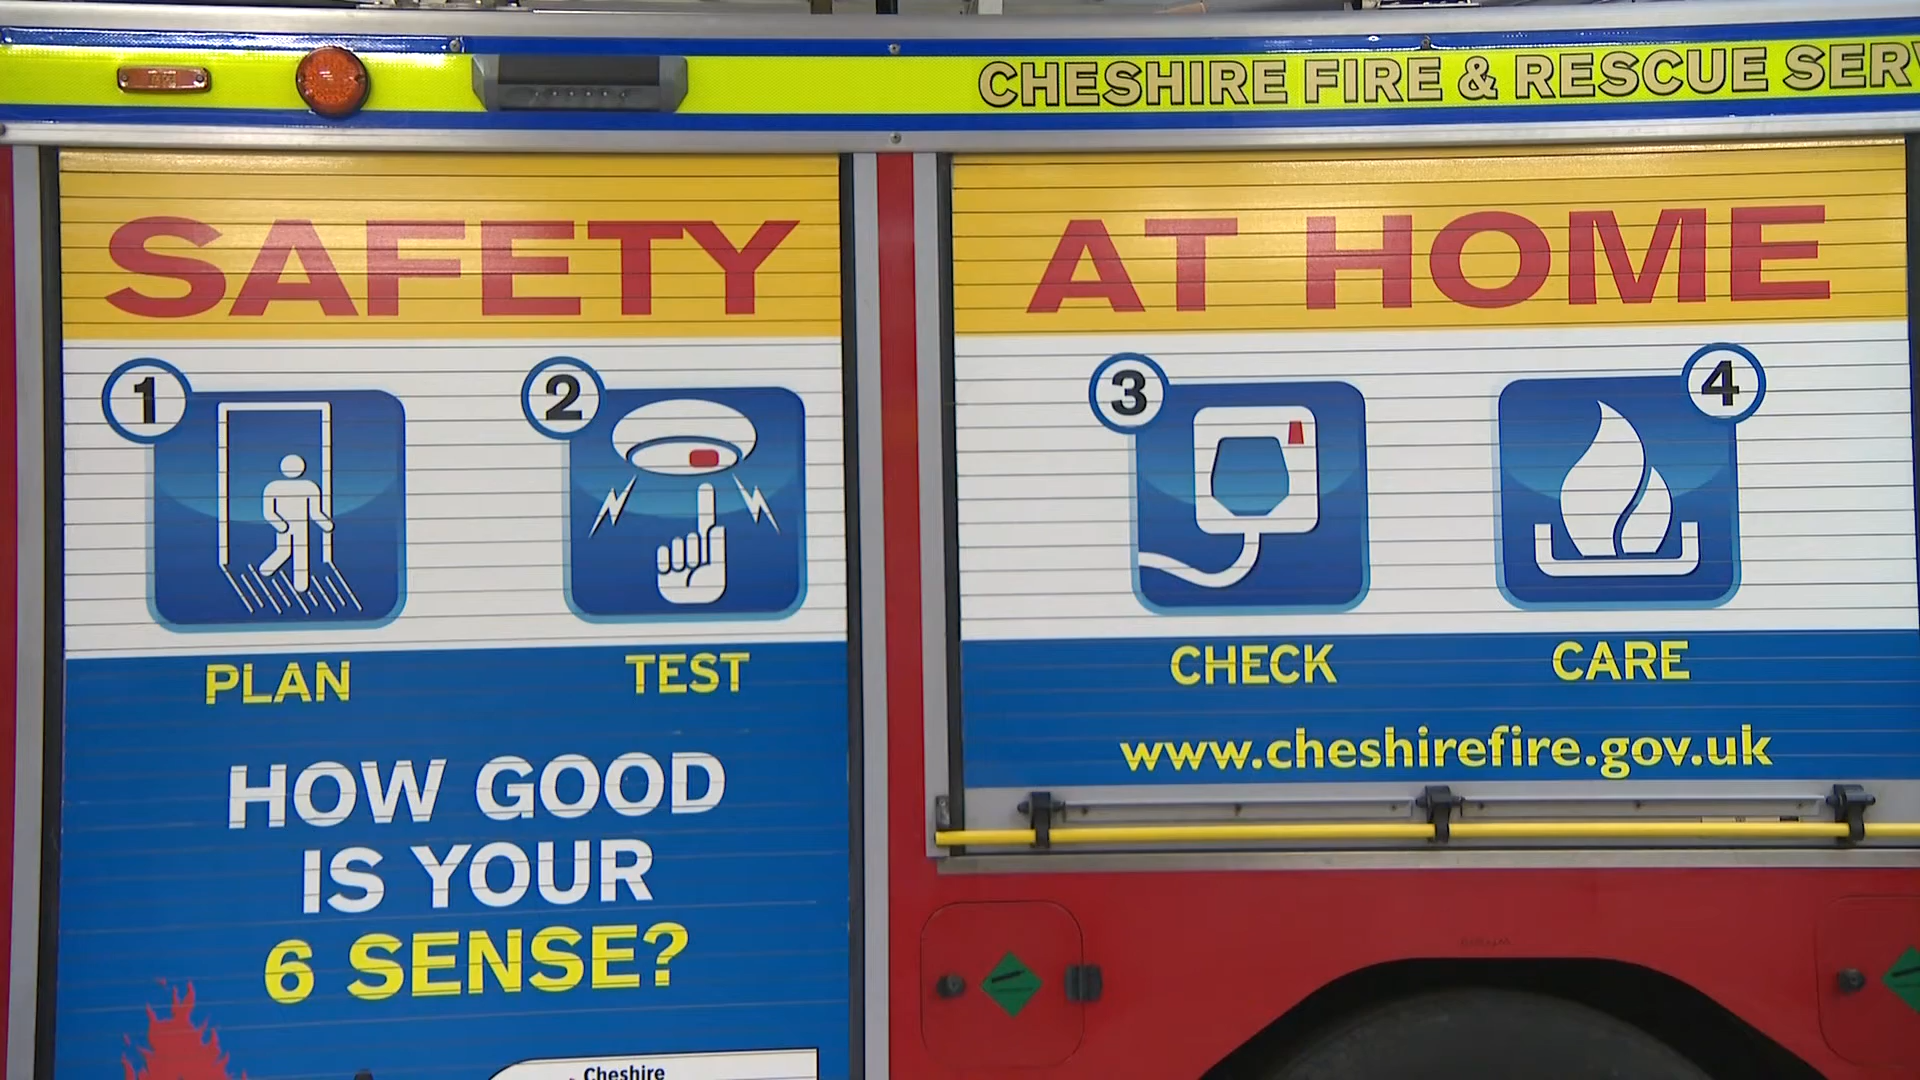 CHESHIRE FIRE & RESCUE SERV
SAFETY AT HOME
1 2 3 4
PLAN TEST CHECK CARE
www.cheshirefire.gov.uk
HOW GOOD
IS YOUR
6 SENSE?
Cheshire